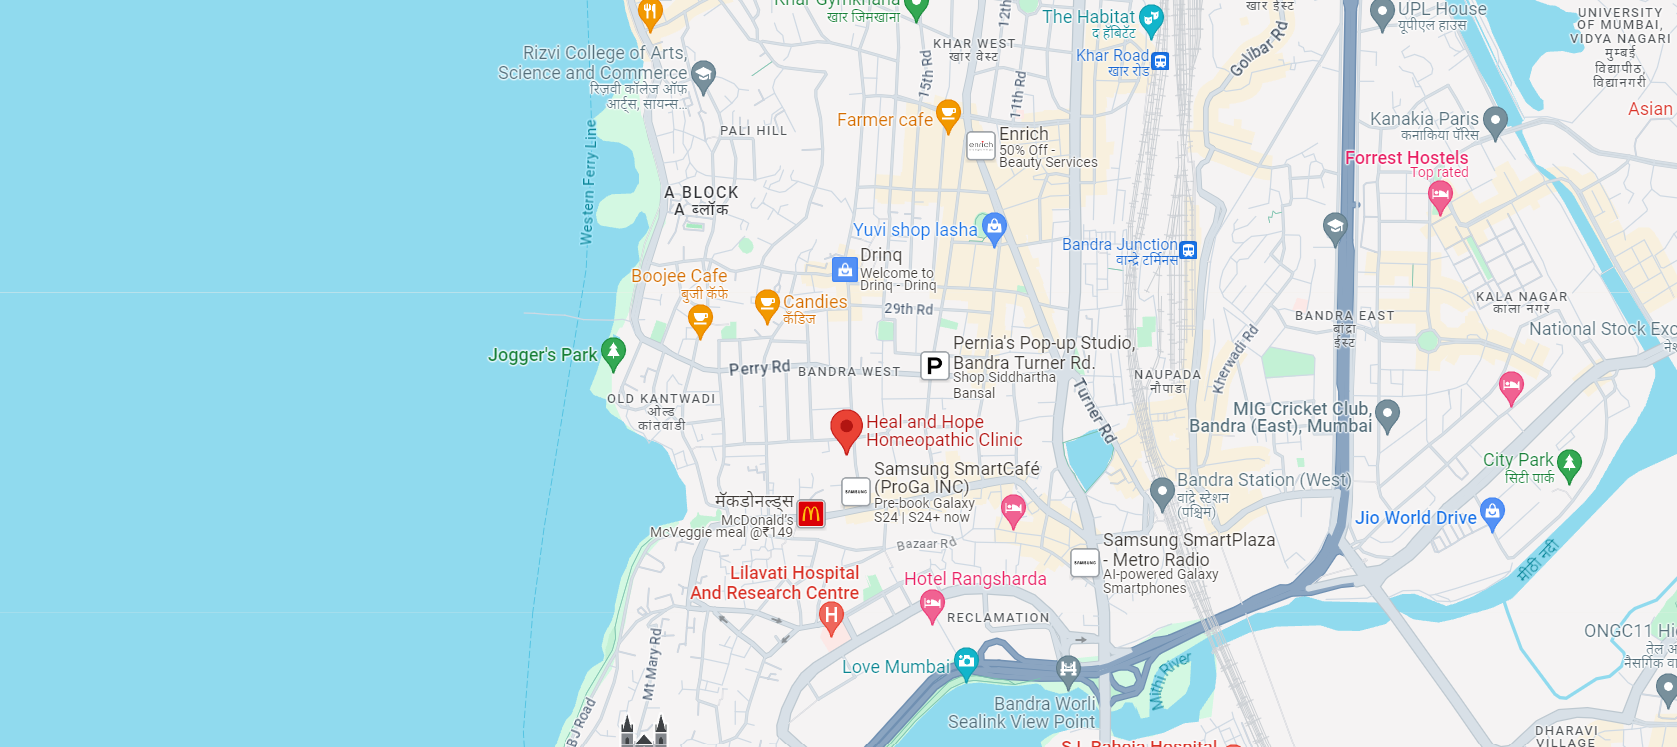 Khar Gymkhana
खार जिमखाना
The Habitat
द हॅबिटॅट
12th
खार ईस्ट
UPL House
यूपीएल हाउस
UNIVERSITY
OF MUMBAI,
VIDYA NAGARI
मुम्बई
विद्यापीठ,
विद्यानगरी
Rizvi College of Arts,
Science and Commerce
रिज़वी कॉलेज ऑफ
आर्ट्स, सायन्स...
KHAR WEST
खार वेस्ट
Khar Road
खार रोड
Golibar Rd
15th Rd
11th Rd
Farmer cafe
PALI HILL
Enrich
50% Off -
Beauty Services
enrich
Kanakia Paris
कनाकिया पॅरिस
Asian
Forrest Hostels
Top rated
Western Ferry Line
A BLOCK
A ब्लॉक
Yuvi shop lasha
Bandra Junction
वान्द्रे टर्मिनस
Drinq
Welcome to
Drinq - Drinq
Boojee Cafe
बुजी कॅफे
Candies
कॅंडिज
29th Rd
KALA NAGAR
काला नगर
BANDRA EAST
बांद्रा
ईस्ट
National Stock Exc
Jogger's Park
Perry Rd
BANDRA WEST
P
Pernia's Pop-up Studio,
Bandra Turner Rd.
Shop Siddhartha
Bansal
Kherwadi Rd
NAUPADA
नौपाडा
Turner Rd
OLD KANTWADI
ओल्ड
कांतवाडी
MIG Cricket Club,
Bandra (East), Mumbai
Heal and Hope
Homeopathic Clinic
Samsung SmartCafé
(ProGa INC)
Pre-book Galaxy
S24 | S24+ now
SAMSUNG
City Park
सिटी पार्क
Bandra Station (West)
वांद्रे स्टेशन
(पश्चिम)
Jio World Drive
मॅकडोनल्ड्स
McDonald's
McVeggie meal @₹149
M
Bazaar Rd
Samsung SmartPlaza
- Metro Radio
AI-powered Galaxy
Smartphones
SAMSUNG
मीठी नदी
Lilavati Hospital
And Research Centre
H
Hotel Rangsharda
RECLAMATION
Mt Mary Rd
Love Mumbai
Mithi River
Bandra Worli
Sealink View Point
ONGC11 Hi
BJ Road
DHARAVI
VILLAGE